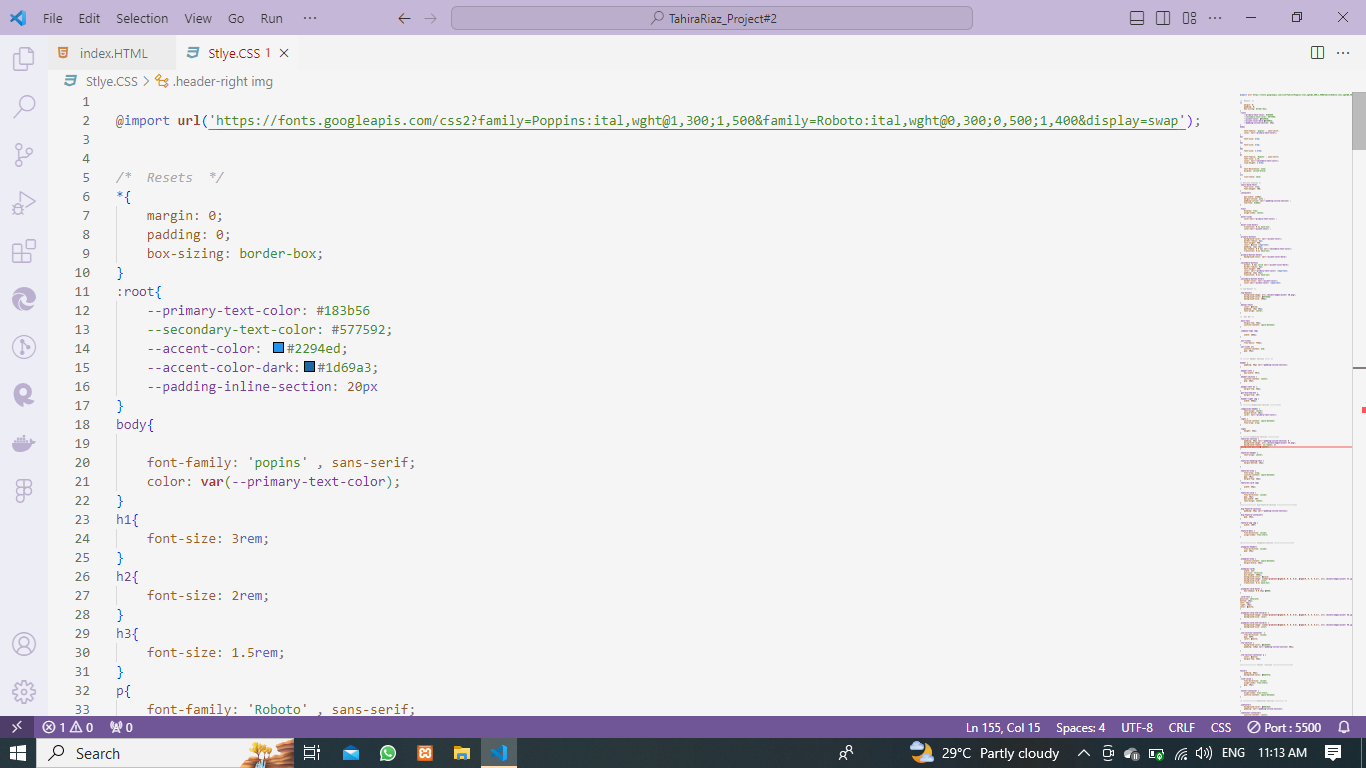 File Edit Selection View Go Run ··· TahiraRiaz_Project#2
index.HTML Stlye.CSS 1
Stlye.CSS > .header-right img
1
2 @import url('https://fonts.googleapis.com/css2?family=Poppins:ital,wght@1,300;1,500&family=Roboto:ital,wght@0,300;0,500;1,400&display=swap');
3
4
5 /*  Resets  */
6 *{
7     margin: 0;
8     padding: 0;
9     box-sizing: border-box;
10 }
11 :root{
12     --primary-text-color: #183b56
13     --secondary-text-color: #577592;
14     --accent-color: #2294ed;
15     --accent-color-dark: #1d69a3;
16     --padding-inline-section: 20px
17 }
18 body{
19
20     font-family: 'popins' , sans-serif;
21     color: var(--primary-text-color);
22 }
23 h1{
24     font-size: 3rem;
25 }
26 h2{
27     font-size: 2rem;
28 }
29 h3{
30     font-size: 1.5rem;
31 }
32 p{
33     font-family: 'Roboto' , sans-serif;
1 0 0 Ln 155, Col 15 Spaces: 4 UTF-8 CRLF CSS Port : 5500
Search 29°C Partly cloudy ENG 11:13 AM